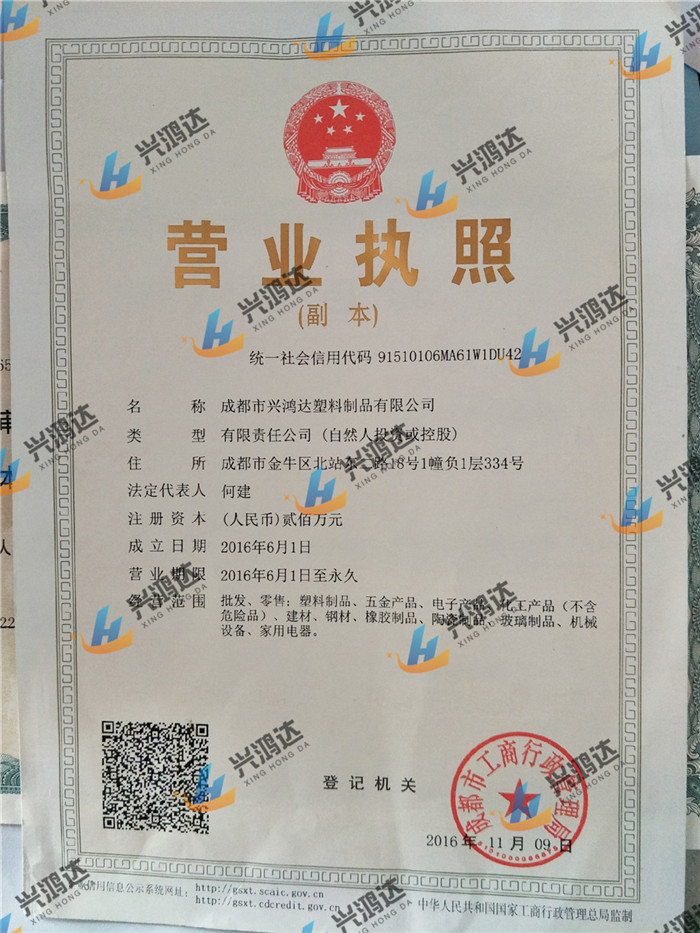 营业执照
(副 本)
统一社会信用代码 91510106MA61W1DU42
名 称 成都市兴鸿达塑料制品有限公司
类 型 有限责任公司（自然人投资或控股）
住 所 成都市金牛区北站东二路18号1幢负1层334号
法定代表人 何建
注册资本 (人民币)贰佰万元
成立日期 2016年6月1日
营业期限 2016年6月1日至永久
经营范围 批发、零售：塑料制品、五金产品、电子产品、化工产品（不含
危险品）、建材、钢材、橡胶制品、陶瓷制品、玻璃制品、机械
设备、家用电器。
登记机关
成都市工商行政管理局
2016年 11月 09日
用信息公示系统网址：
http://gsxt.scaic.gov.cn
http://gsxt.cdcredit.gov.cn
中华人民共和国国家工商行政管理总局监制
兴鸿达
XING HONG DA